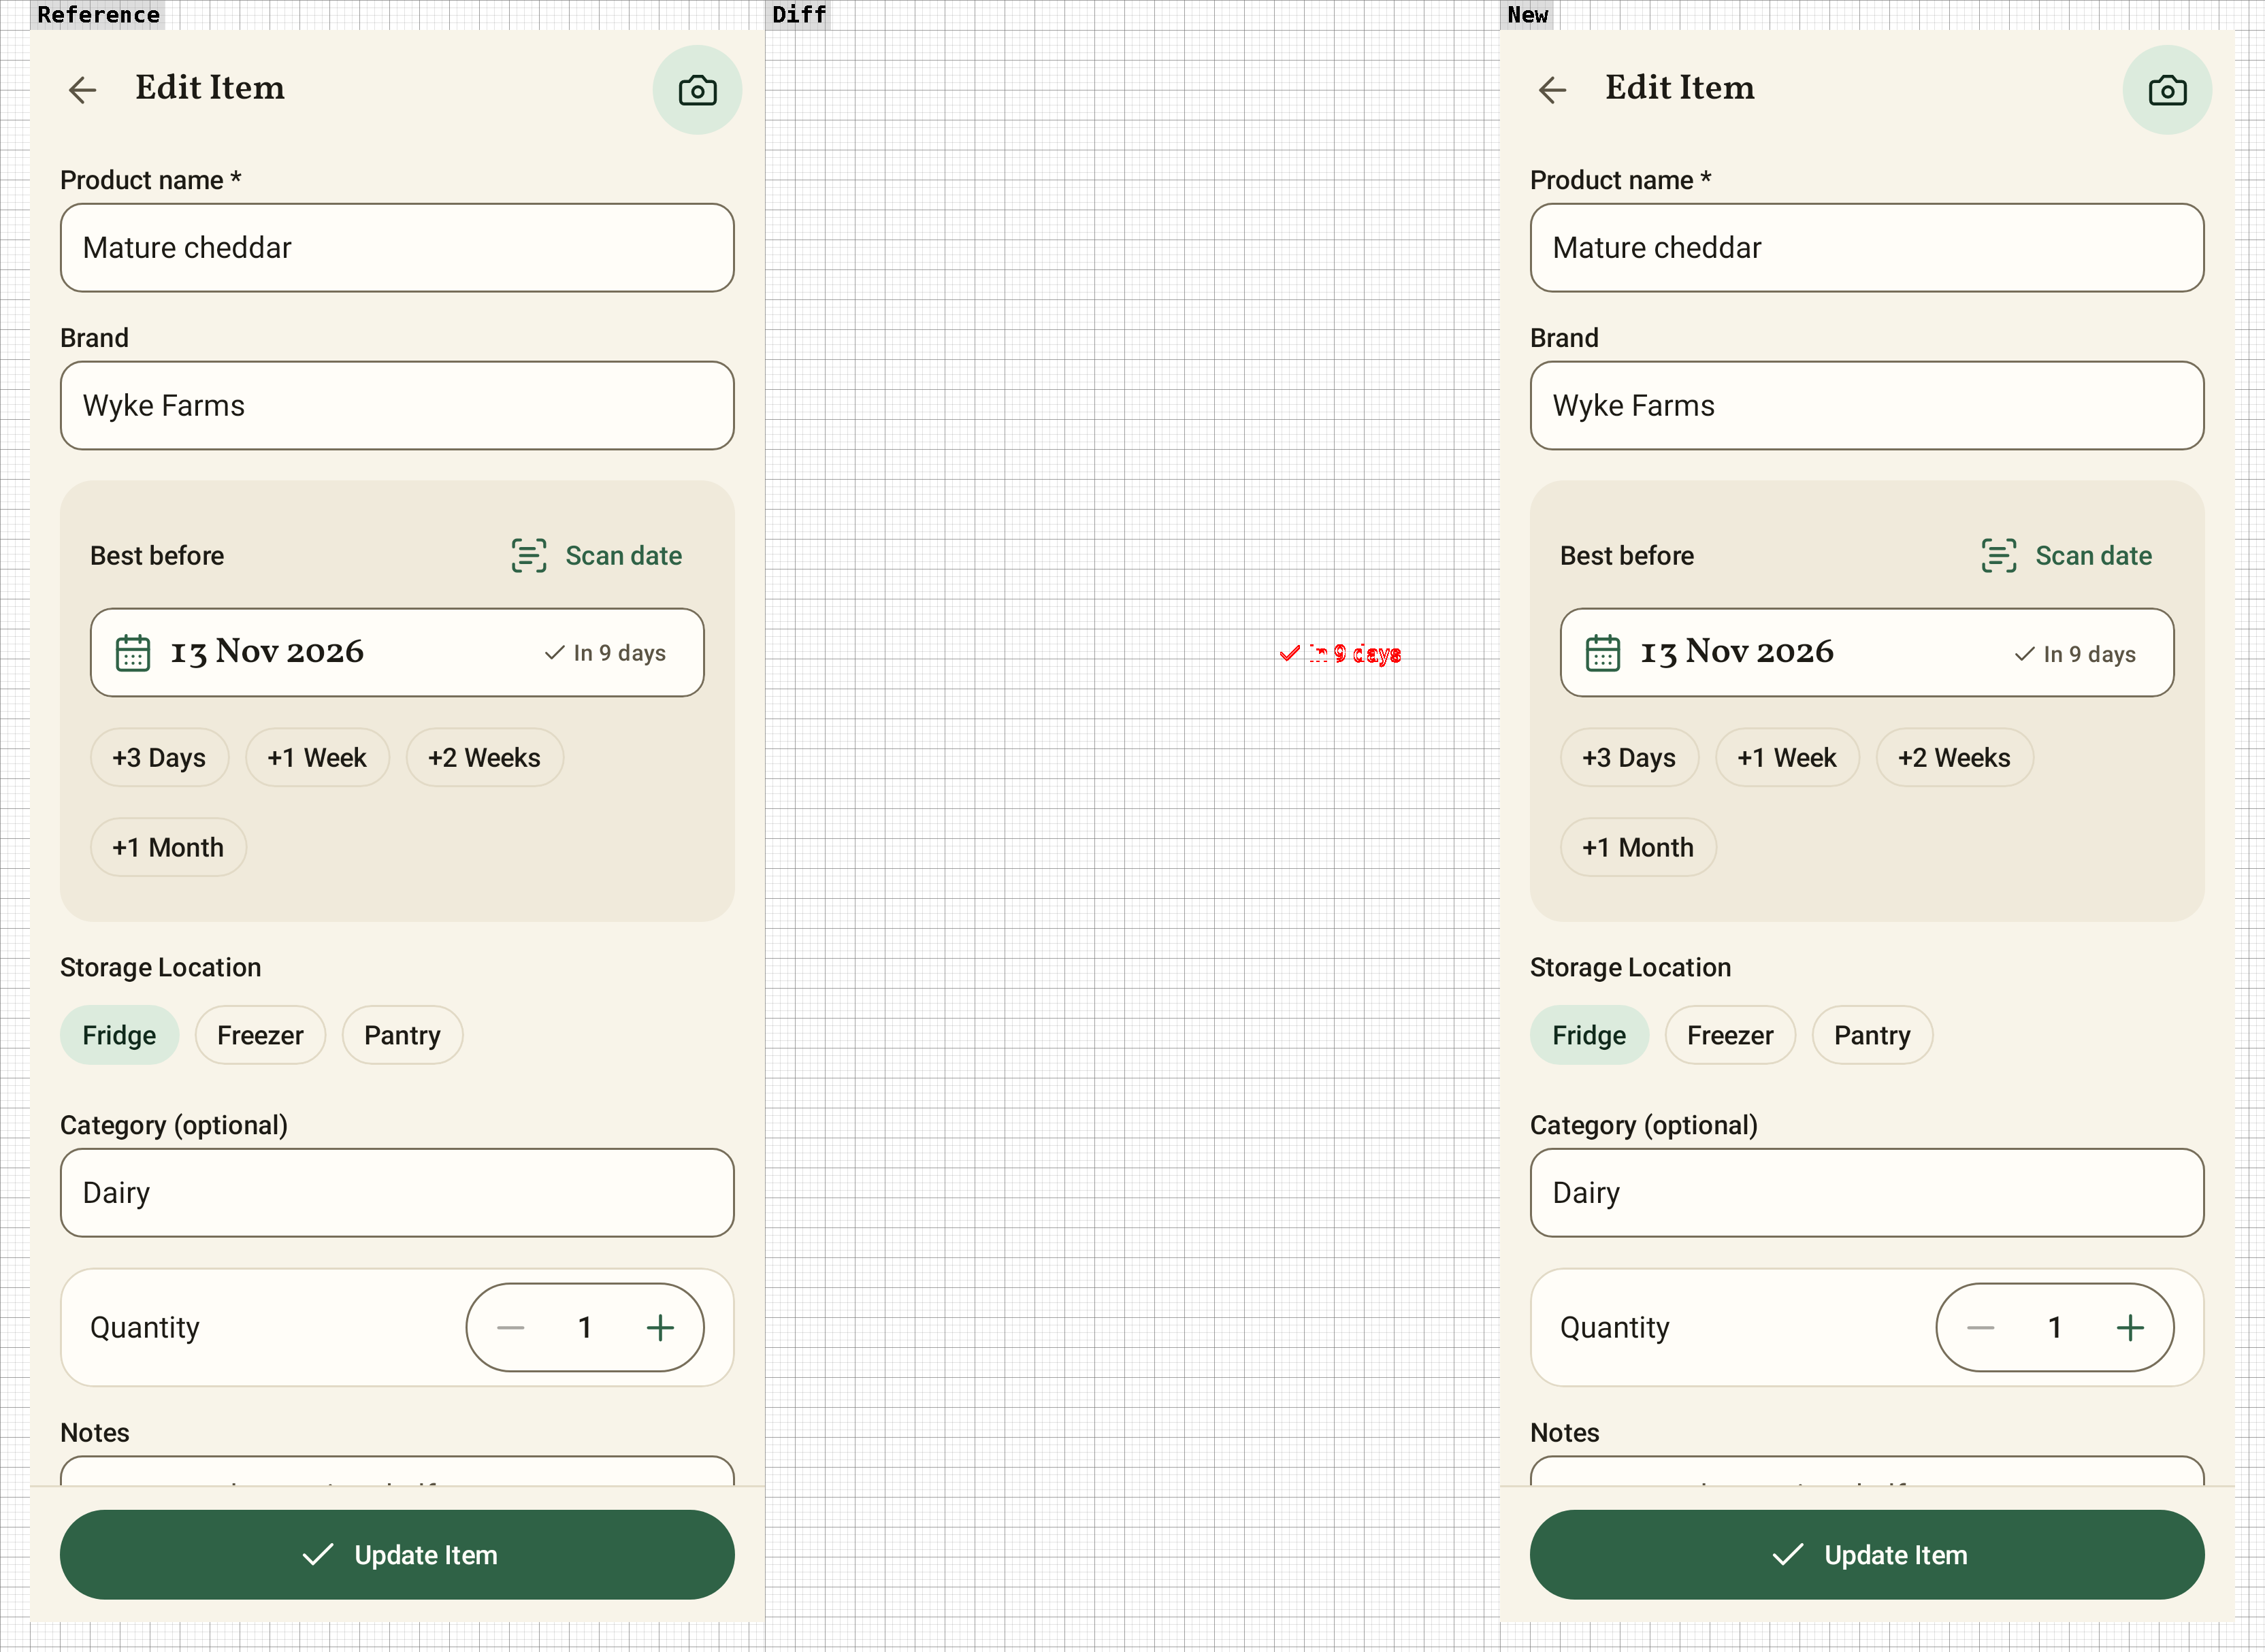 Reference
Edit Item
Product name *
Mature cheddar
Brand
Wyke Farms
Best before
Scan date
13 Nov 2026
In 9 days
+3 Days
+1 Week
+2 Weeks
+1 Month
Storage Location
Fridge
Freezer
Pantry
Category (optional)
Dairy
Quantity
1
Notes
Update Item
Diff
In 9 days
New
Edit Item
Product name *
Mature cheddar
Brand
Wyke Farms
Best before
Scan date
13 Nov 2026
In 9 days
+3 Days
+1 Week
+2 Weeks
+1 Month
Storage Location
Fridge
Freezer
Pantry
Category (optional)
Dairy
Quantity
1
Notes
Update Item